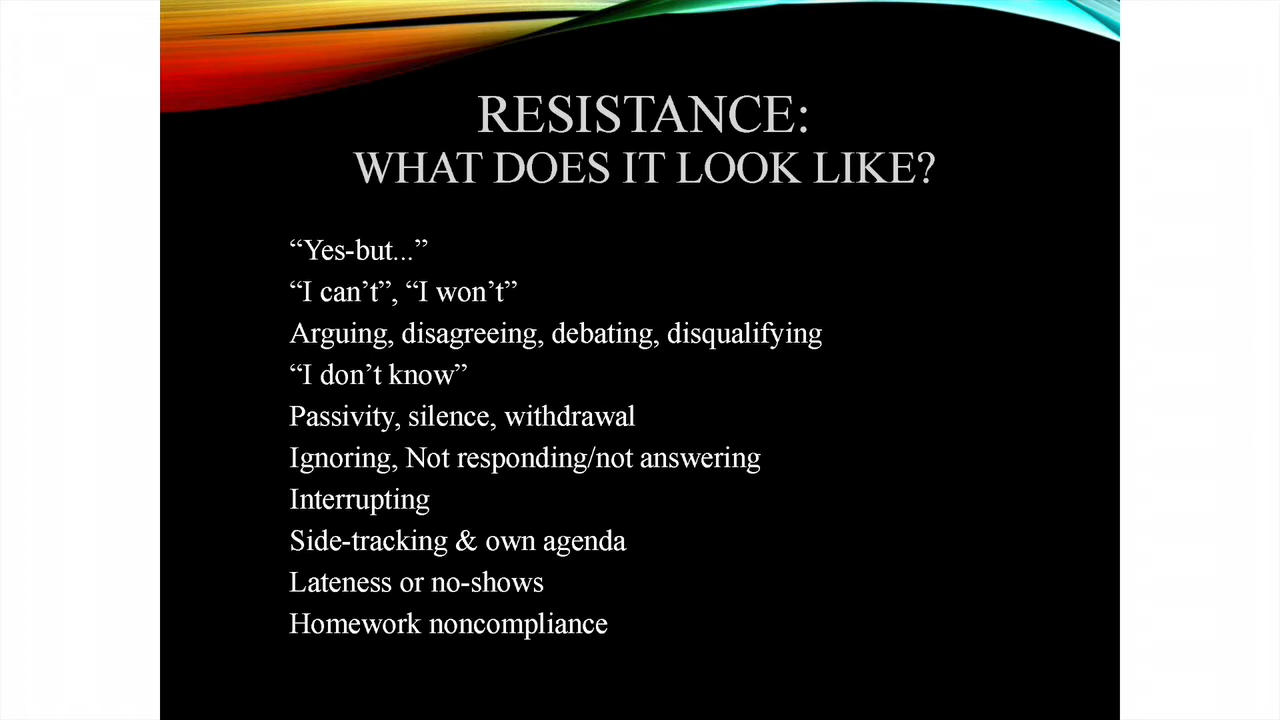 RESISTANCE:
WHAT DOES IT LOOK LIKE?
“Yes-but...”
“I can’t”, “I won’t”
Arguing, disagreeing, debating, disqualifying
“I don’t know”
Passivity, silence, withdrawal
Ignoring, Not responding/not answering
Interrupting
Side-tracking & own agenda
Lateness or no-shows
Homework noncompliance